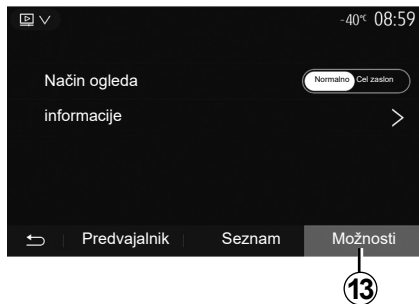 -40°C 08:59
Način ogleda Normalno Cel zaslon
informacije
Predvajalnik Seznam Možnosti
13